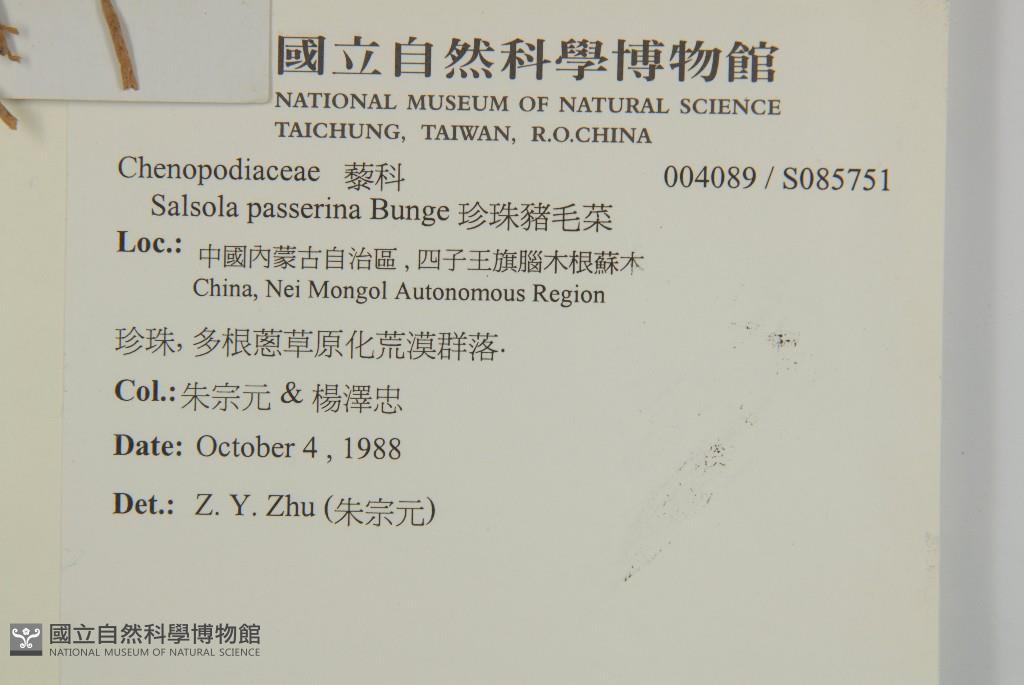 國立自然科學博物館
NATIONAL MUSEUM OF NATURAL SCIENCE
TAICHUNG, TAIWAN, R.O.CHINA
Chenopodiaceae 藜科 004089 / S085751
Salsola passerina Bunge 珍珠豬毛菜
Loc.: 中國內蒙古自治區 , 四子王旗腦木根蘇木
China, Nei Mongol Autonomous Region
珍珠, 多根蔥草原化荒漠群落.
Col.: 朱宗元 & 楊澤忠
Date: October 4 , 1988
Det.: Z. Y. Zhu (朱宗元)
國立自然科學博物館
NATIONAL MUSEUM OF NATURAL SCIENCE